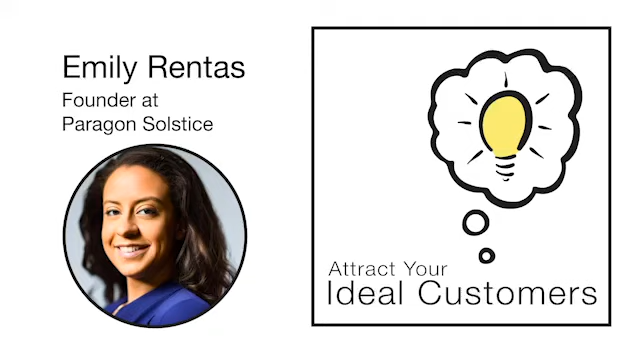 Emily Rentas
Founder at
Paragon Solstice
Attract Your
Ideal Customers